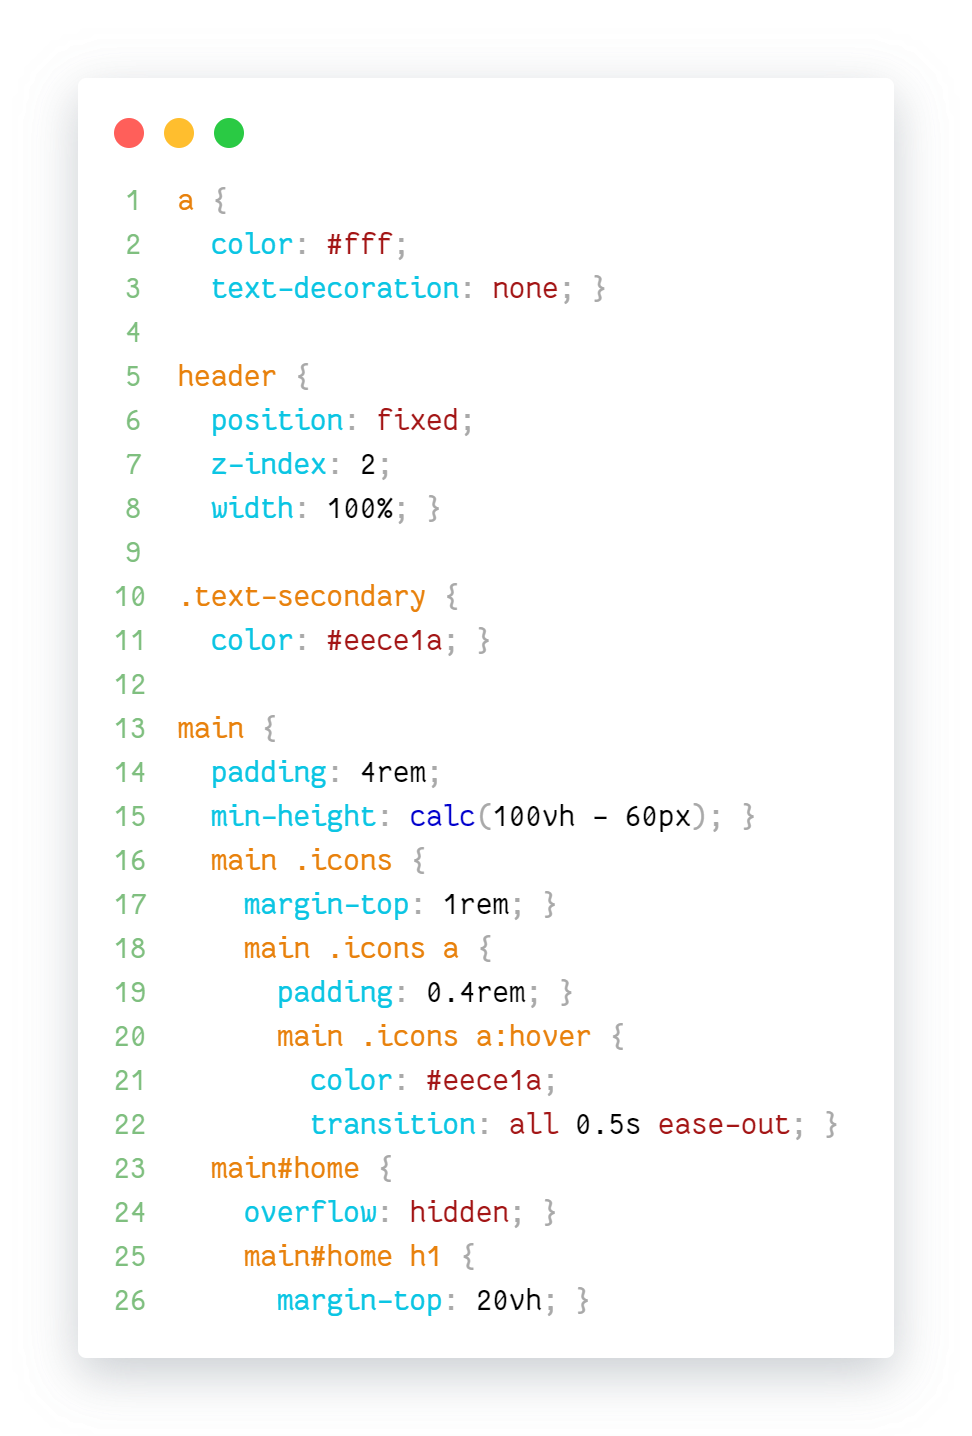 1 a {
2   color: #fff;
3   text-decoration: none; }
4
5 header {
6   position: fixed;
7   z-index: 2;
8   width: 100%; }
9
10 .text-secondary {
11   color: #eece1a; }
12
13 main {
14   padding: 4rem;
15   min-height: calc(100vh - 60px); }
16   main .icons {
17     margin-top: 1rem; }
18     main .icons a {
19       padding: 0.4rem; }
20       main .icons a:hover {
21         color: #eece1a;
22         transition: all 0.5s ease-out; }
23   main#home {
24     overflow: hidden; }
25     main#home h1 {
26       margin-top: 20vh; }